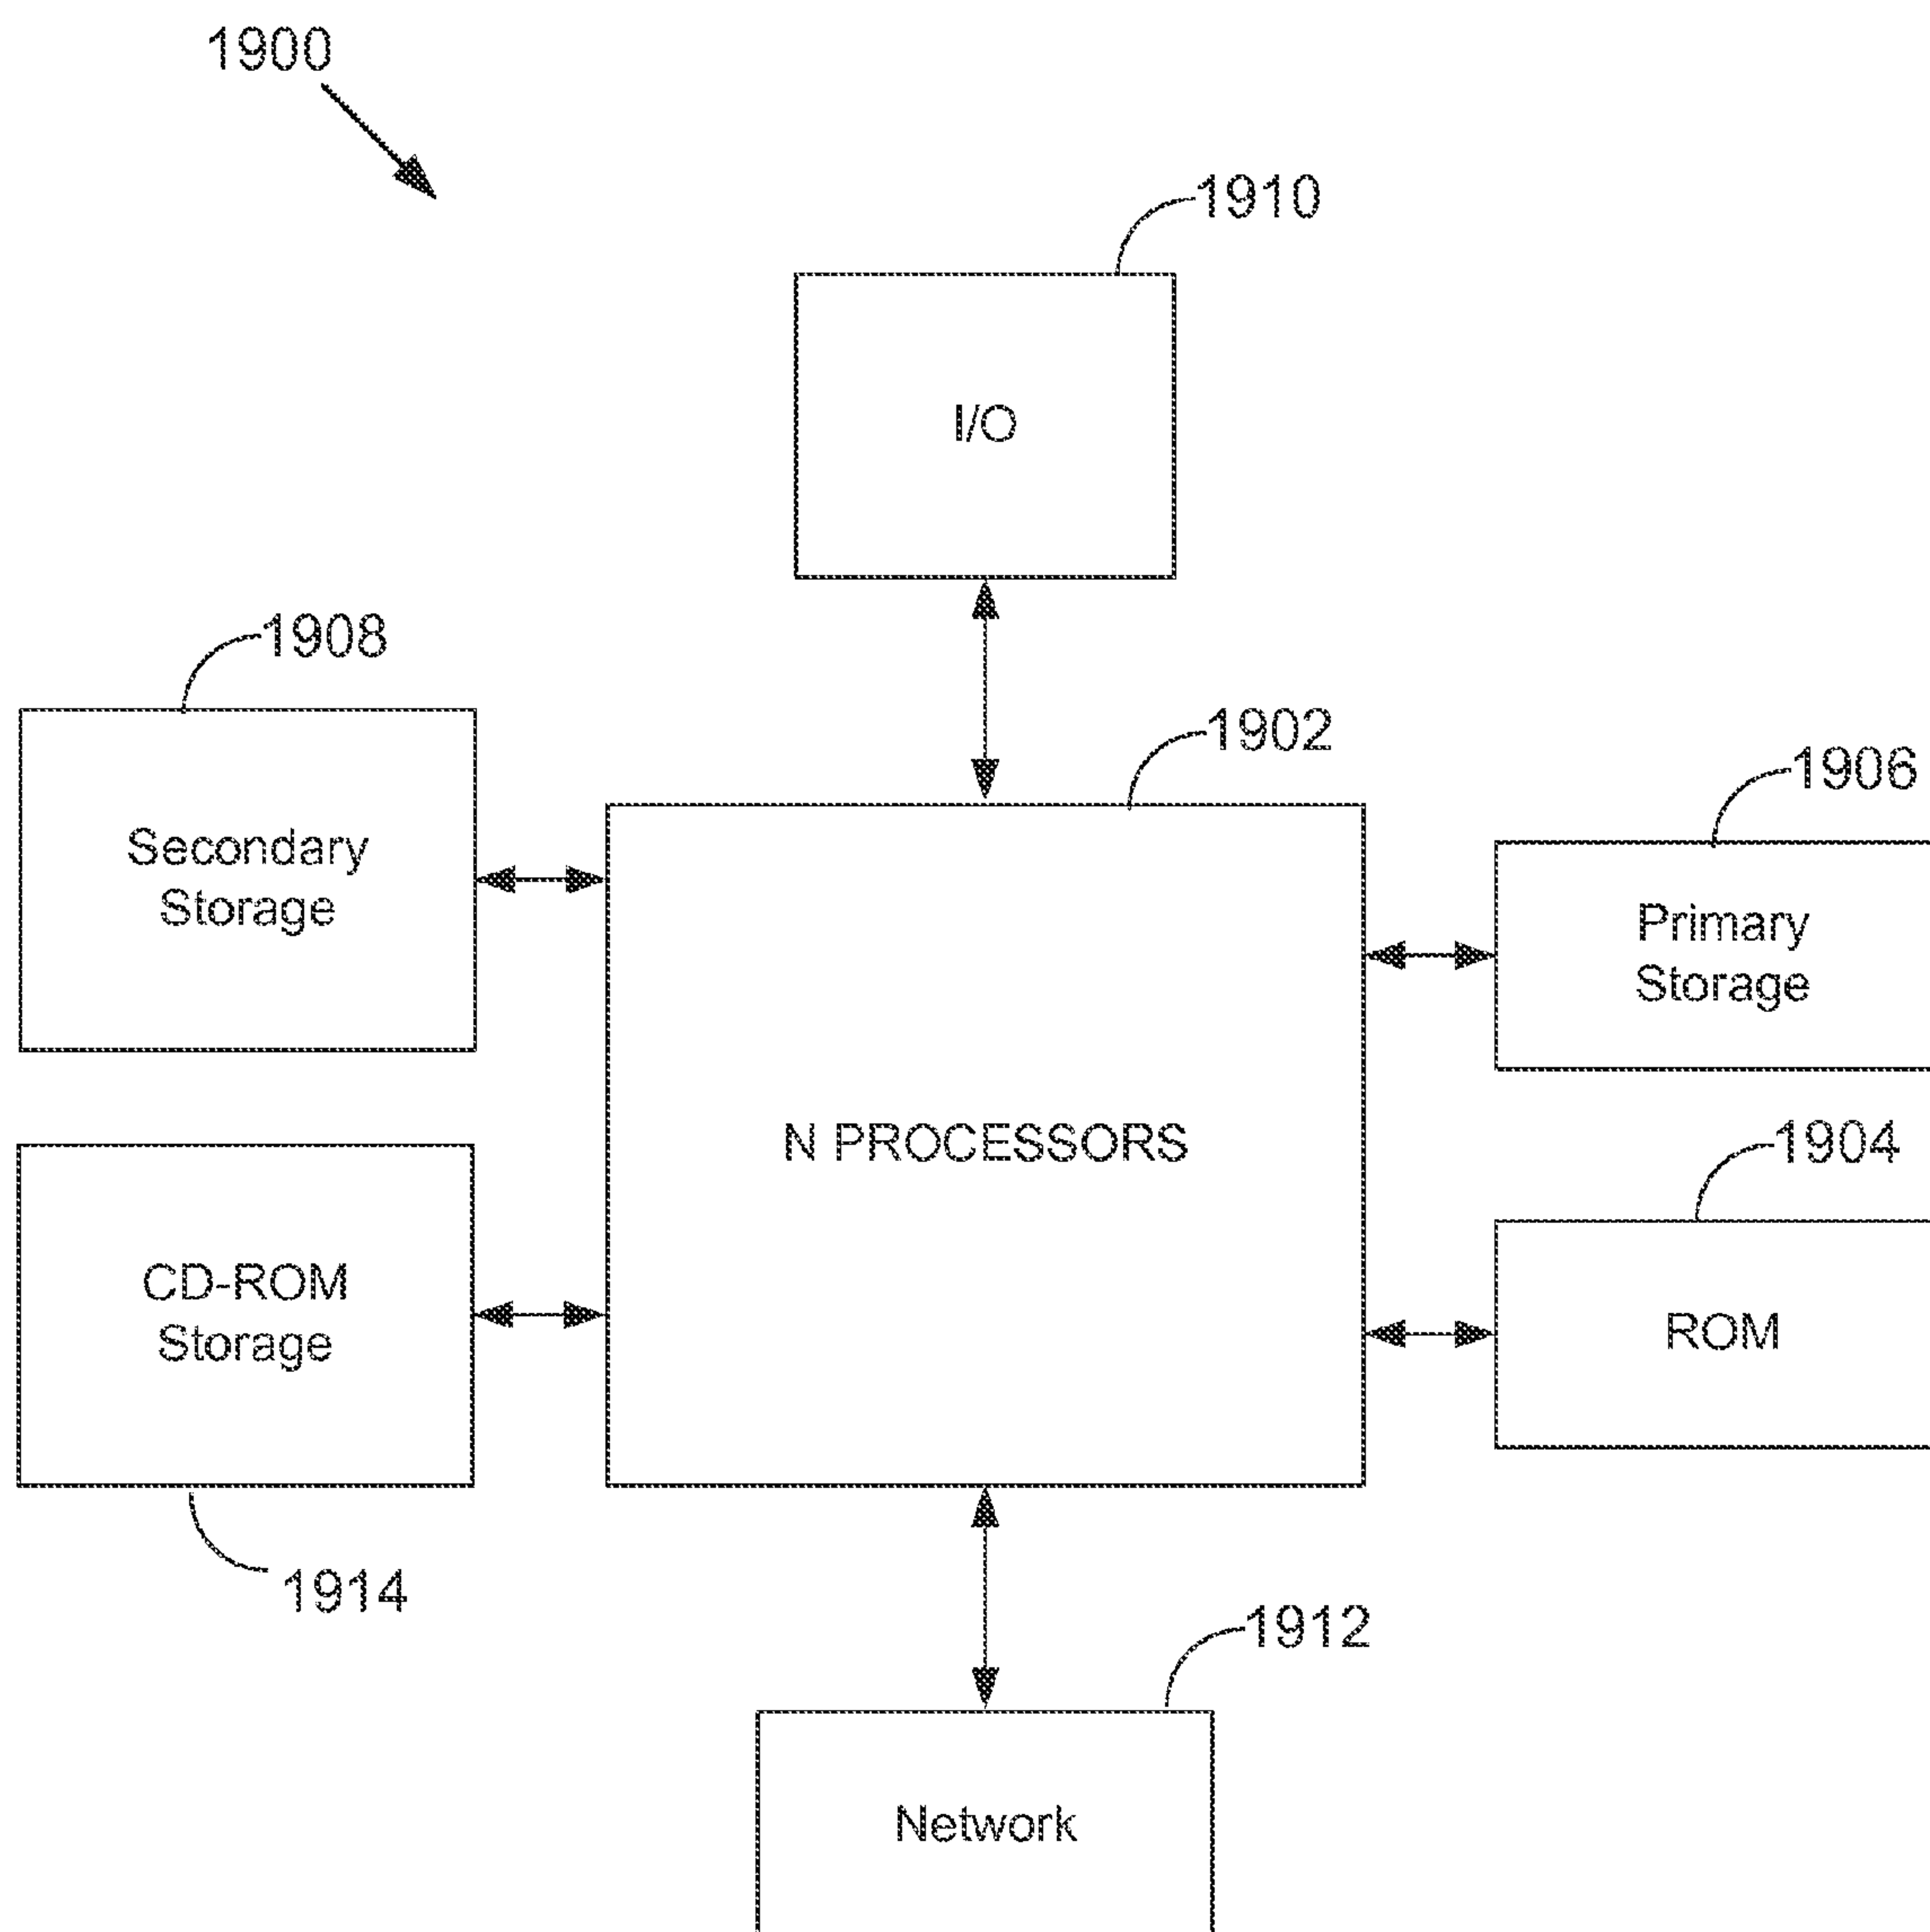 1900
1910
I/O
1908
1902
1906
Secondary
Storage
Primary
Storage
N PROCESSORS
1904
CD-ROM
Storage
ROM
1914
1912
Network